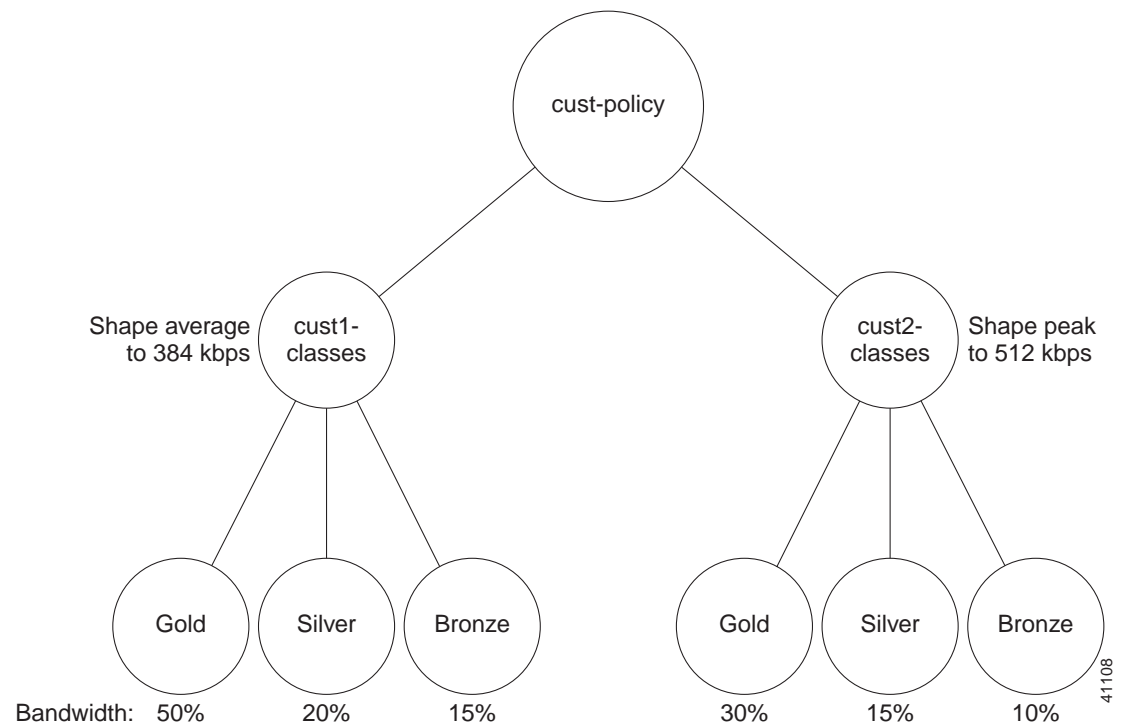 cust-policy
Shape average
to 384 kbps
cust1-
classes
cust2-
classes
Shape peak
to 512 kbps
Gold
Silver
Bronze
Gold
Silver
Bronze
Bandwidth: 50% 20% 15% 30% 15% 10%
41108